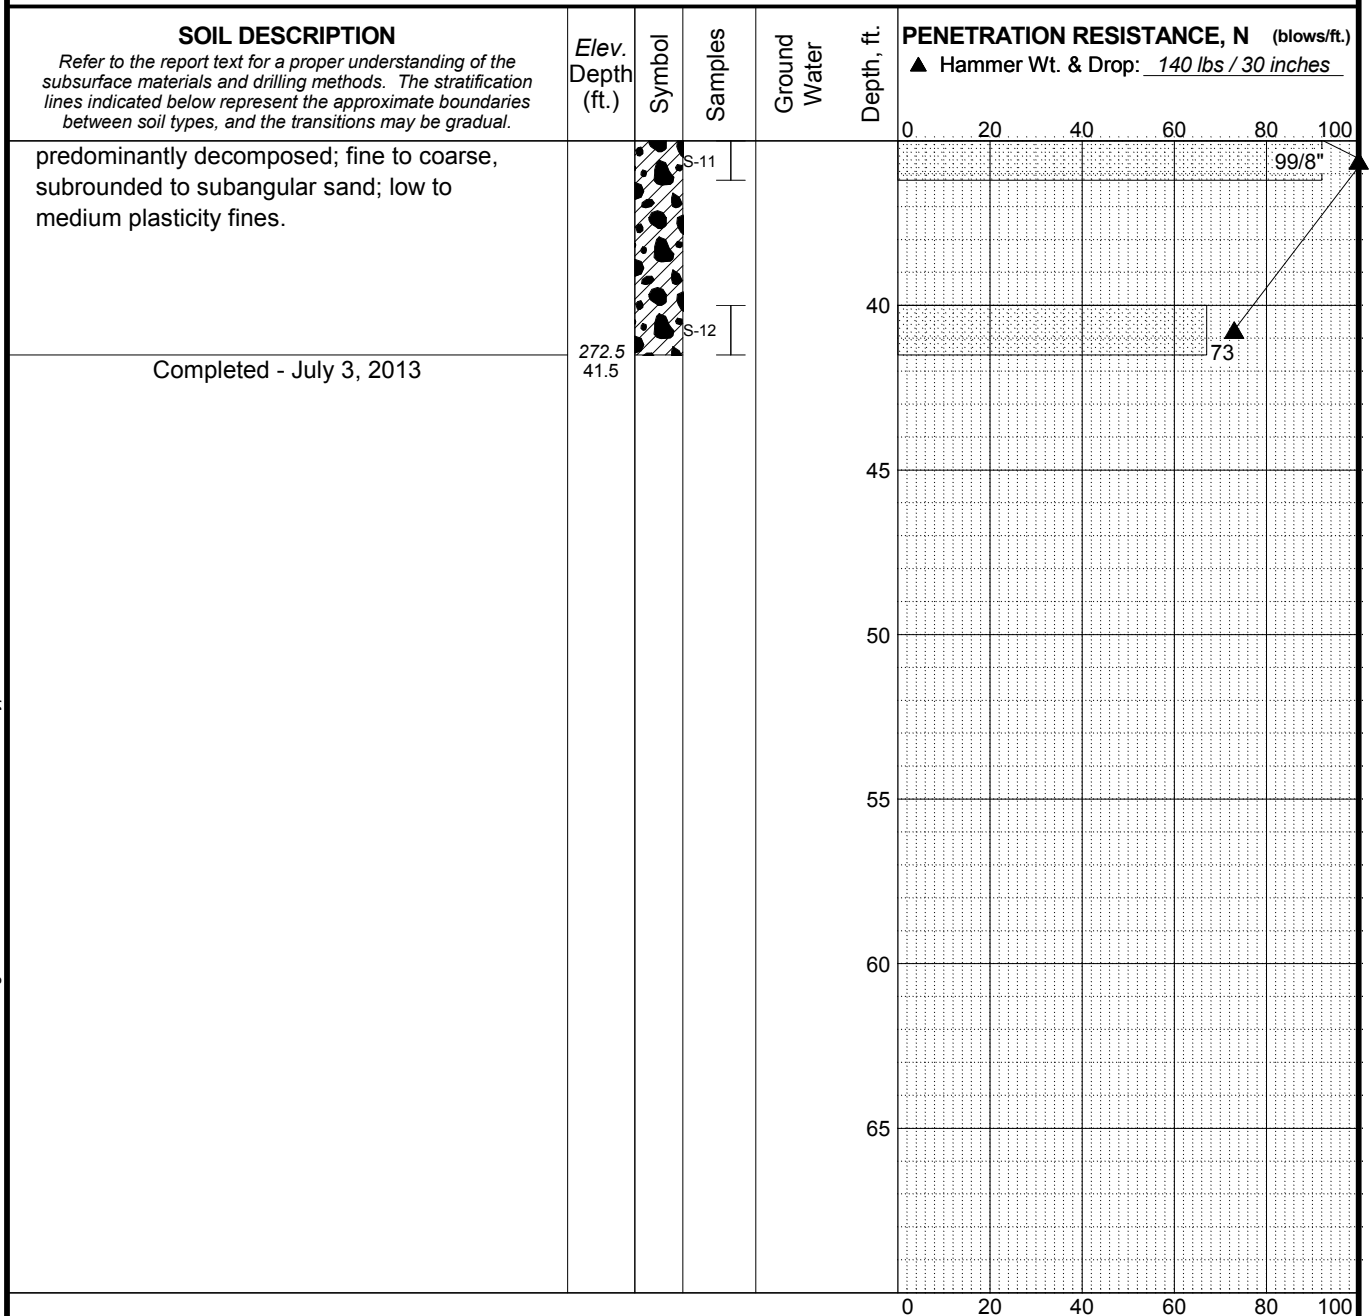 SOIL DESCRIPTION
Refer to the report text for a proper understanding of the
subsurface materials and drilling methods. The stratification
lines indicated below represent the approximate boundaries
between soil types, and the transitions may be gradual.
Elev.
Depth
(ft.)
Symbol
Samples
Ground
Water
Depth, ft.
PENETRATION RESISTANCE, N (blows/ft.)
▲ Hammer Wt. & Drop: 140 lbs / 30 inches
0 20 40 60 80 100
predominantly decomposed; fine to coarse,
subrounded to subangular sand; low to
medium plasticity fines.
S-11
99/8"
40
S-12
73
272.5
41.5
Completed - July 3, 2013
45
50
55
60
65
0 20 40 60 80 100